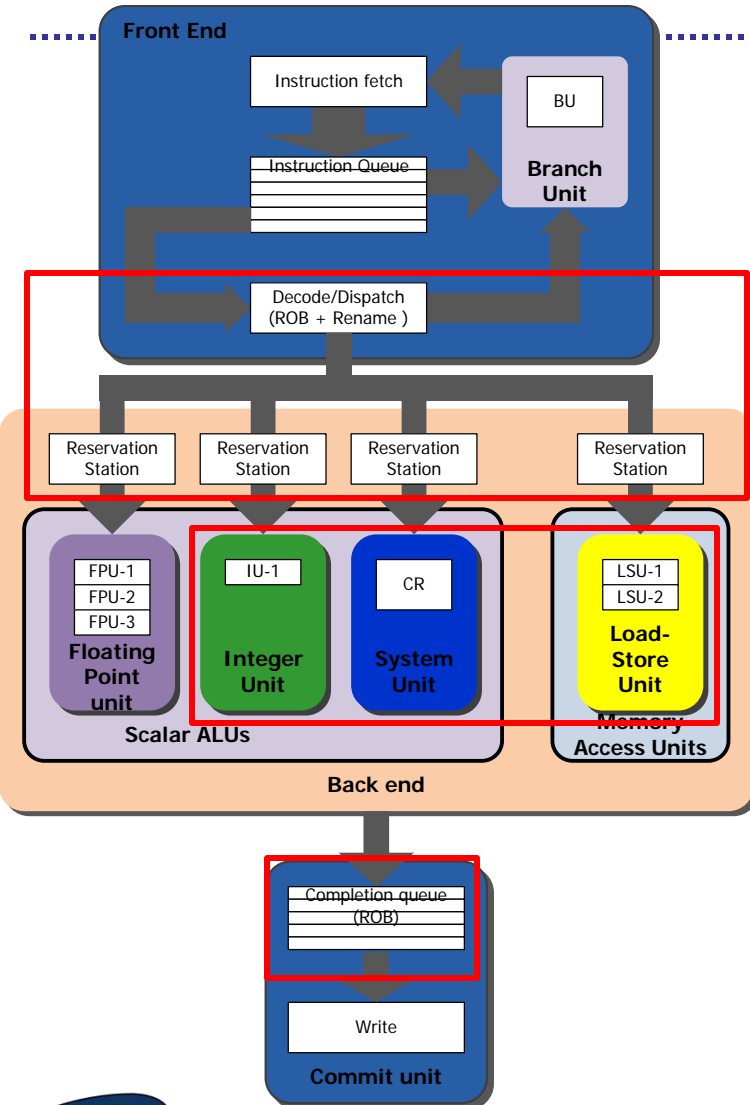 Front End
Instruction fetch
BU
Branch
Unit
Instruction Queue
Decode/Dispatch
(ROB + Rename )
Reservation
Station
Reservation
Station
Reservation
Station
Reservation
Station
FPU-1
FPU-2
FPU-3
Floating
Point
unit
IU-1
Integer
Unit
CR
System
Unit
LSU-1
LSU-2
Load-
Store
Unit
Scalar ALUs
Memory
Access Units
Back end
Completion queue
(ROB)
Write
Commit unit